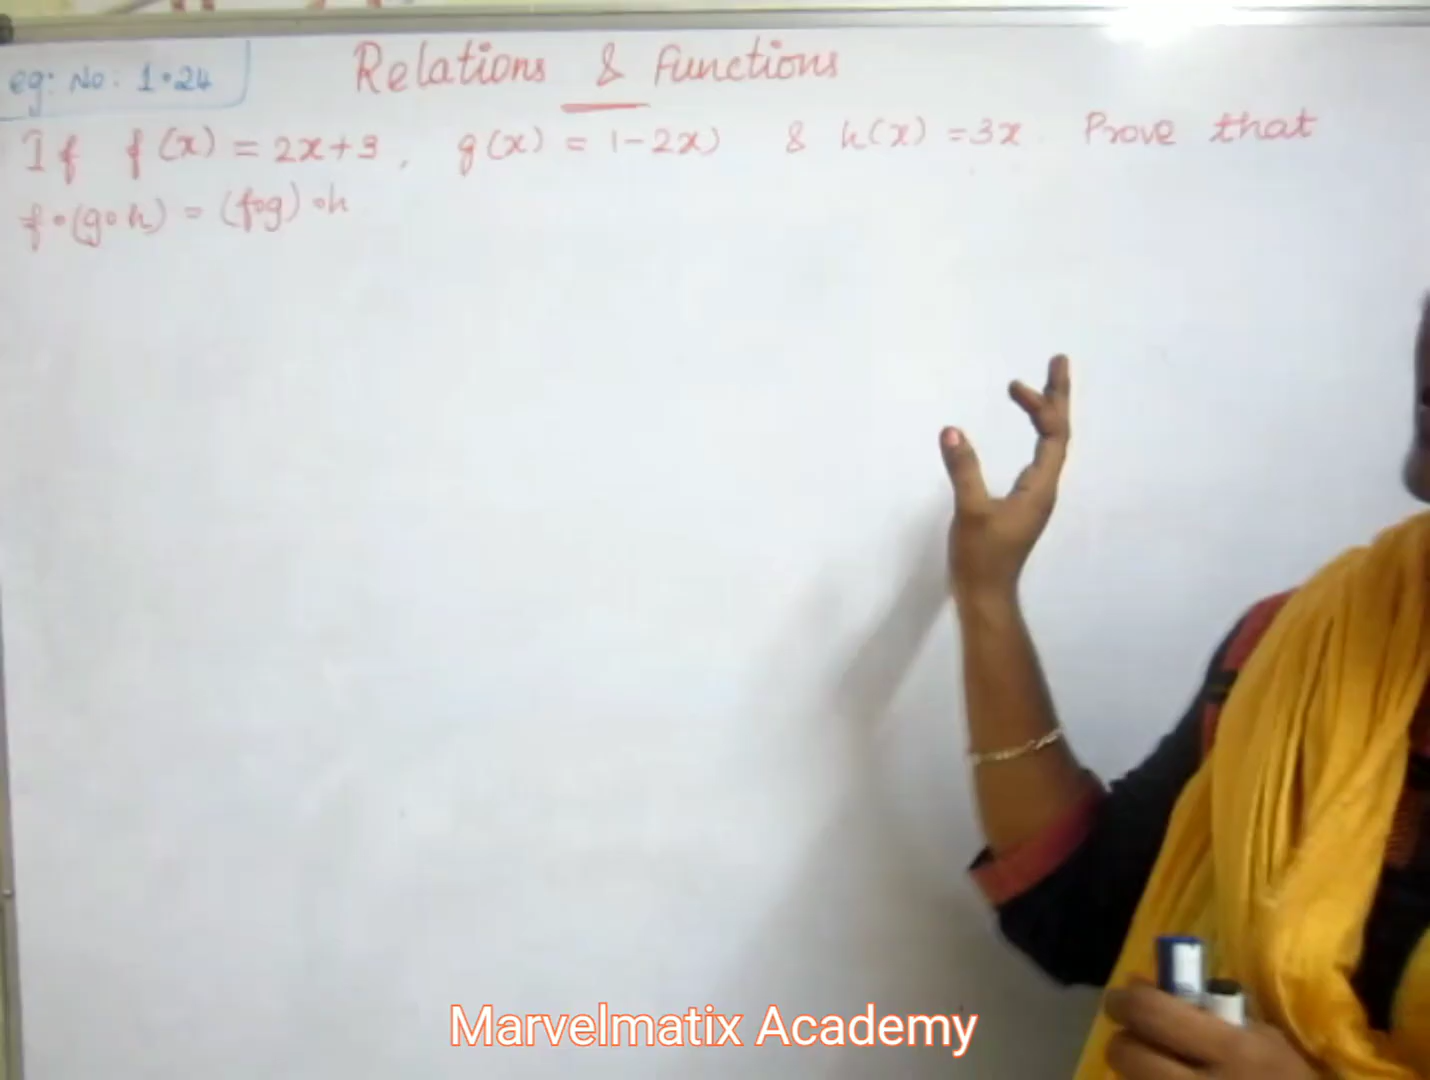 eg: No: 1.24
Relations & Functions
If f(x) = 2x+3, g(x) = 1-2x) & h(x) =3x. Prove that
f∘(g∘h) = (f∘g)∘h
Marvelmatix Academy